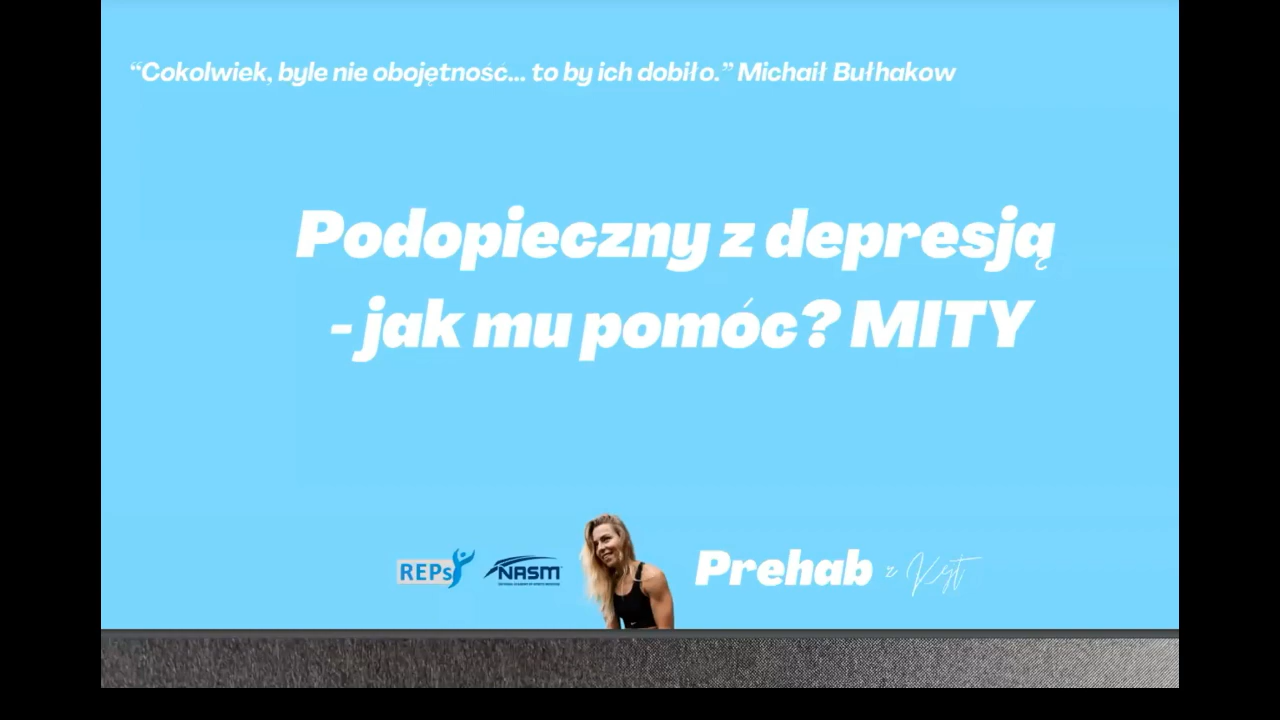 “Cokolwiek, byle nie obojętność... to by ich dobiło.” Michaił Bułhakow
Podopieczny z depresją
- jak mu pomóc? MITY
REPs
NASM
Prehab z Kyt